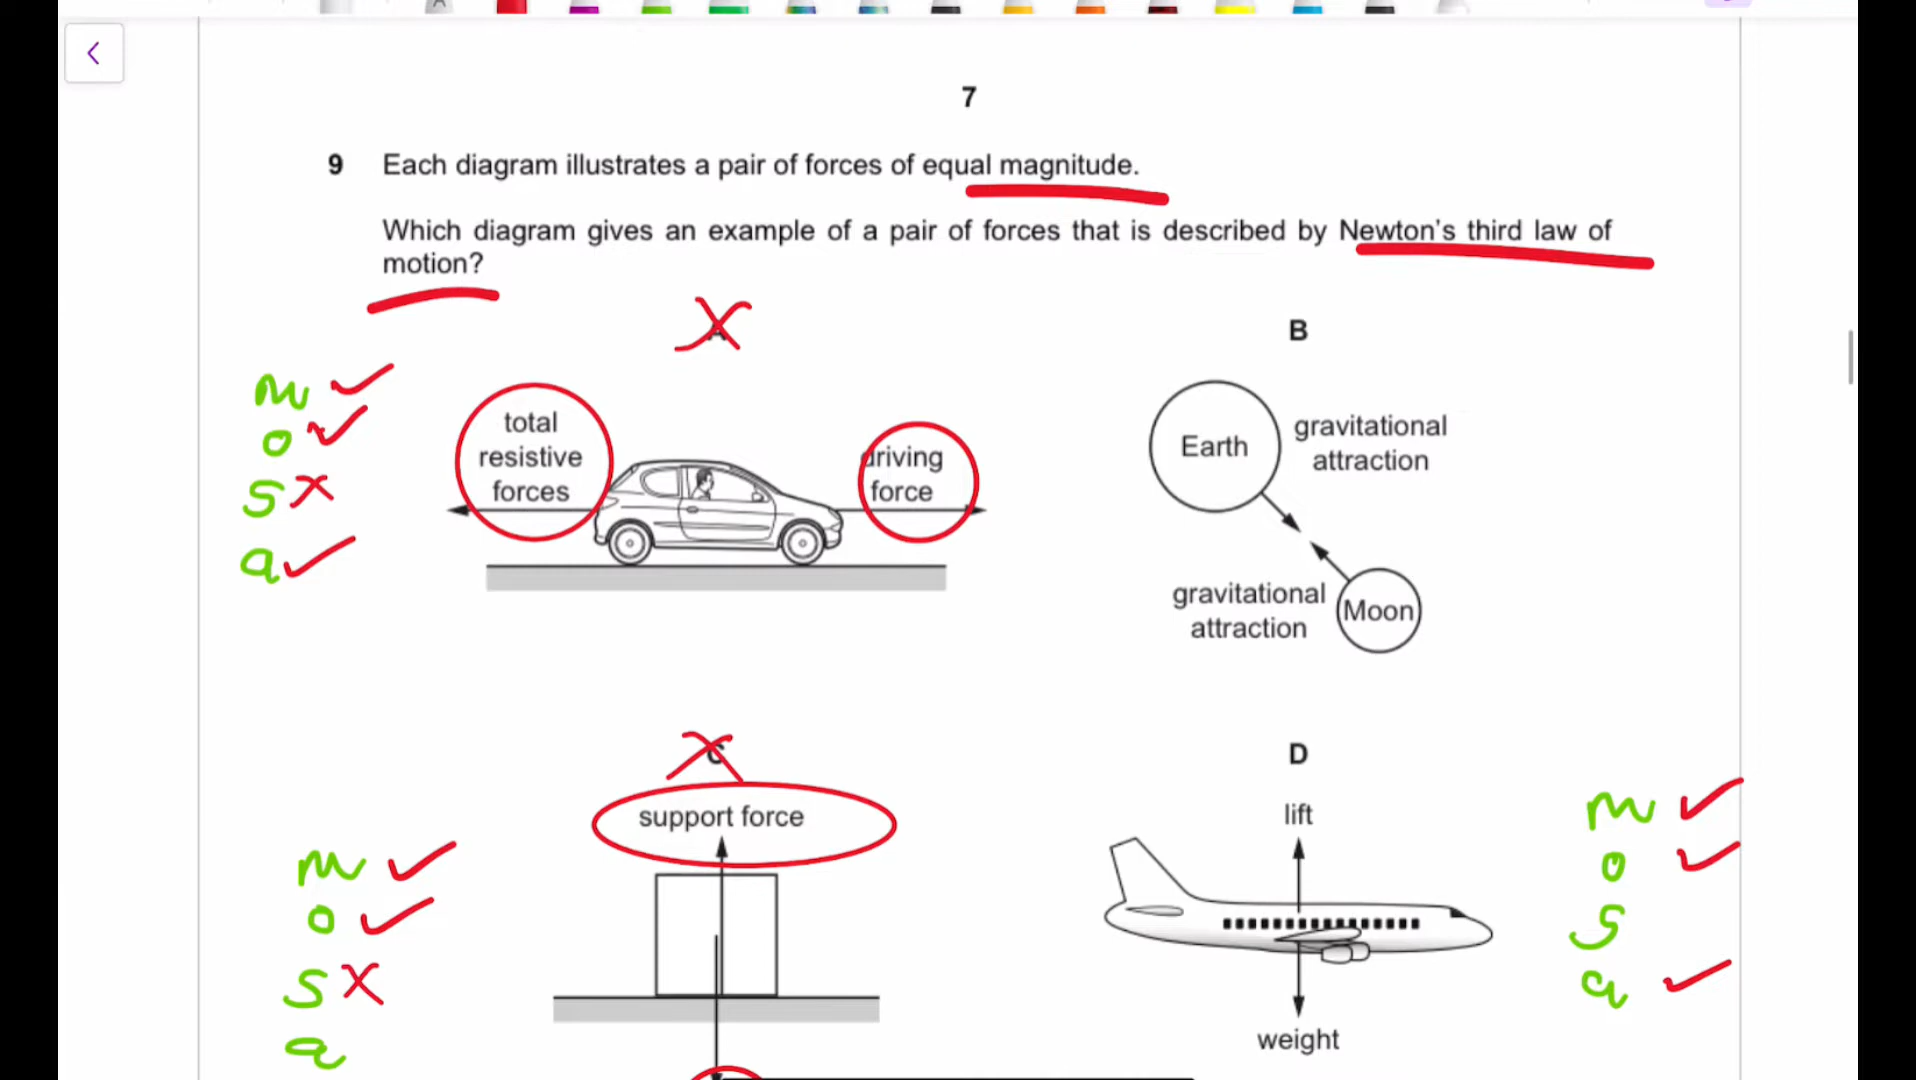 7
9 Each diagram illustrates a pair of forces of equal magnitude.
Which diagram gives an example of a pair of forces that is described by Newton's third law of
motion?
A
B
m ✓
o ✓
s x
a ✓
total
resistive
forces
driving
force
Earth
gravitational
attraction
gravitational
attraction
Moon
C
D
support force
lift
weight
m ✓
o ✓
s x
a
m ✓
o ✓
s
a ✓